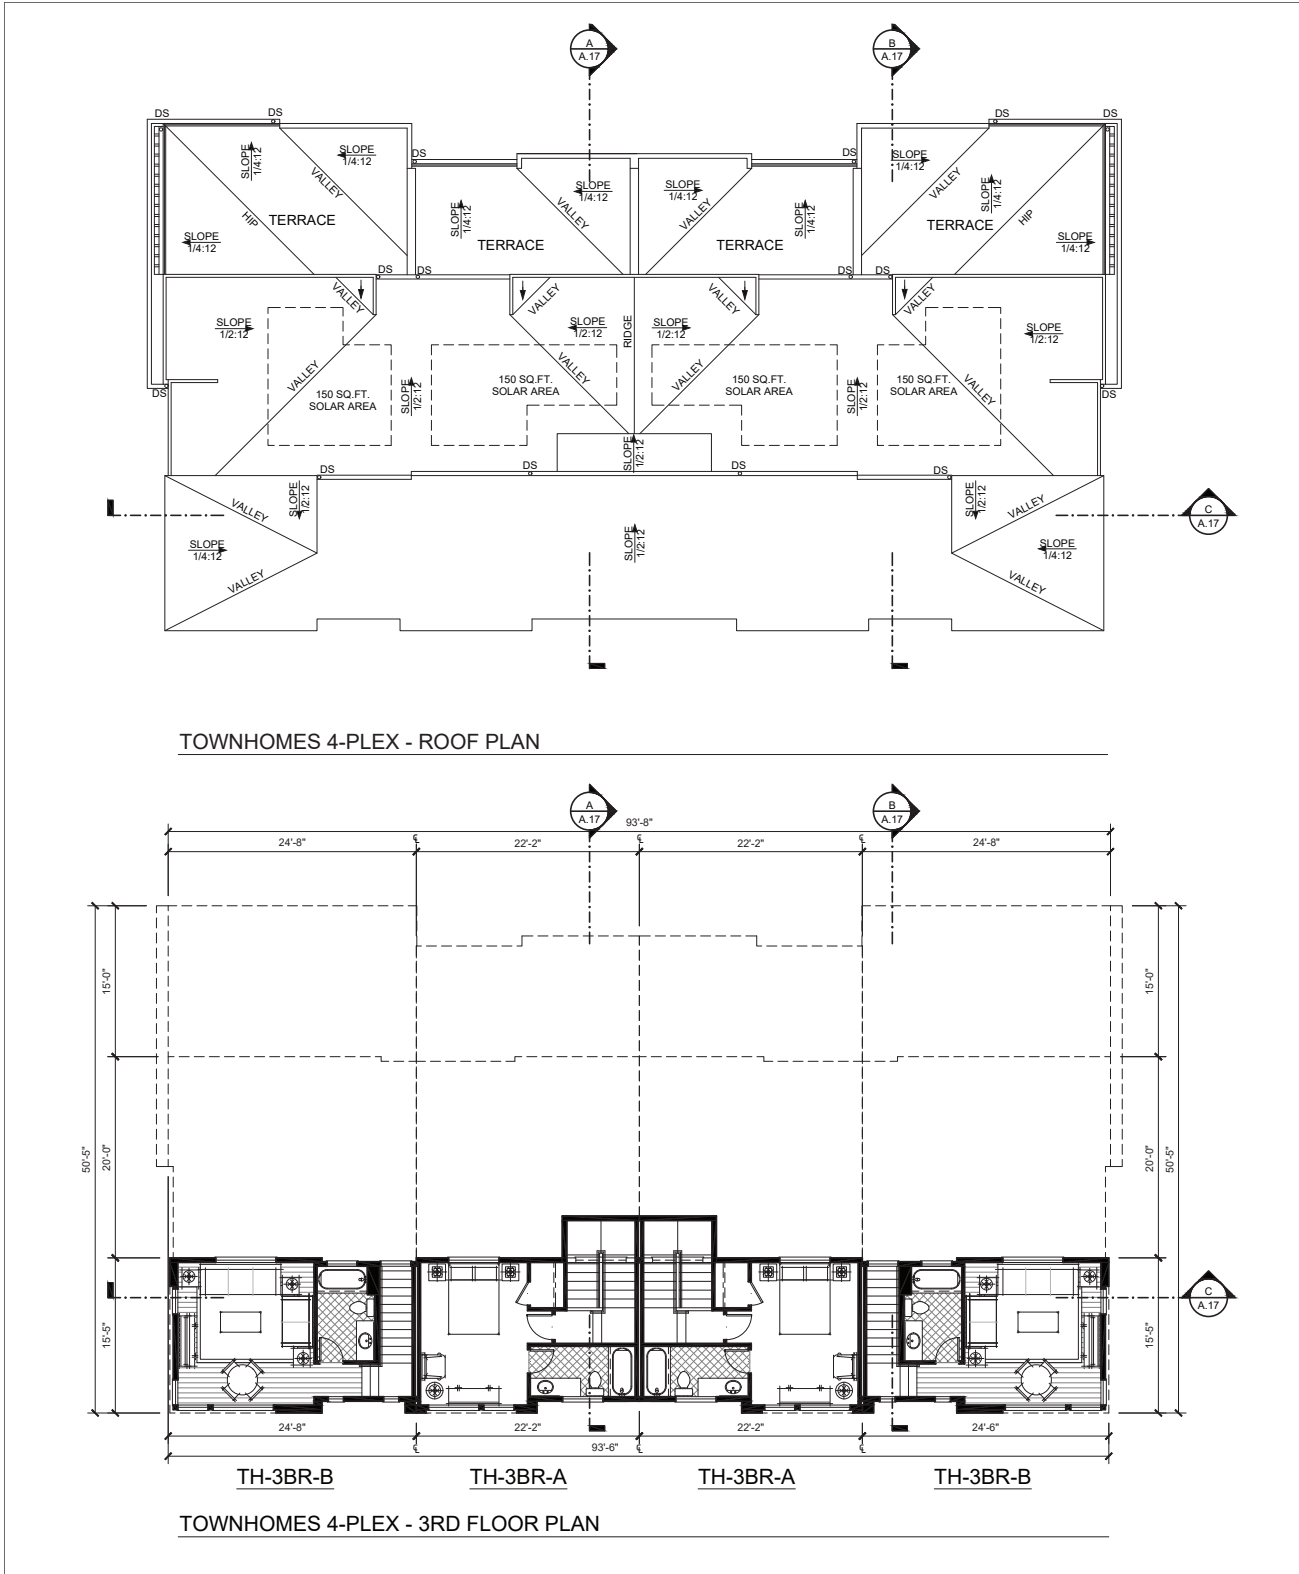 A
A.17
B
A.17
DS
DS
DS
DS
SLOPE
1/4:12
SLOPE
1/4:12
DS
DS
SLOPE
1/4:12
VALLEY
VALLEY
SLOPE
1/4:12
SLOPE
1/4:12
VALLEY
VALLEY
SLOPE
1/4:12
HIP
TERRACE
SLOPE
1/4:12
SLOPE
1/4:12
TERRACE
HIP
SLOPE
1/4:12
TERRACE
TERRACE
SLOPE
1/4:12
DS
DS
DS
DS
VALLEY
VALLEY
VALLEY
VALLEY
SLOPE
1/2:12
SLOPE
1/2:12
RIDGE
SLOPE
1/2:12
SLOPE
1/2:12
VALLEY
VALLEY
VALLEY
VALLEY
150 SQ.FT.
SOLAR AREA
SLOPE
1/2:12
150 SQ.FT.
SOLAR AREA
150 SQ.FT.
SOLAR AREA
SLOPE
1/2:12
150 SQ.FT.
SOLAR AREA
DS
DS
SLOPE
1/2:12
DS
DS
DS
DS
SLOPE
1/2:12
SLOPE
1/2:12
VALLEY
VALLEY
C
A.17
SLOPE
1/4:12
SLOPE
1/2:12
SLOPE
1/4:12
VALLEY
VALLEY
TOWNHOMES 4-PLEX - ROOF PLAN
A
A.17
B
A.17
93'-8"
24'-8"
℄
22'-2"
℄
22'-2"
℄
24'-8"
15'-0"
15'-0"
50'-5"
20'-0"
20'-0"
50'-5"
C
A.17
15'-5"
15'-5"
24'-8"
22'-2"
22'-2"
24'-6"
℄
93'-6"
℄
℄
TH-3BR-B
TH-3BR-A
TH-3BR-A
TH-3BR-B
TOWNHOMES 4-PLEX - 3RD FLOOR PLAN